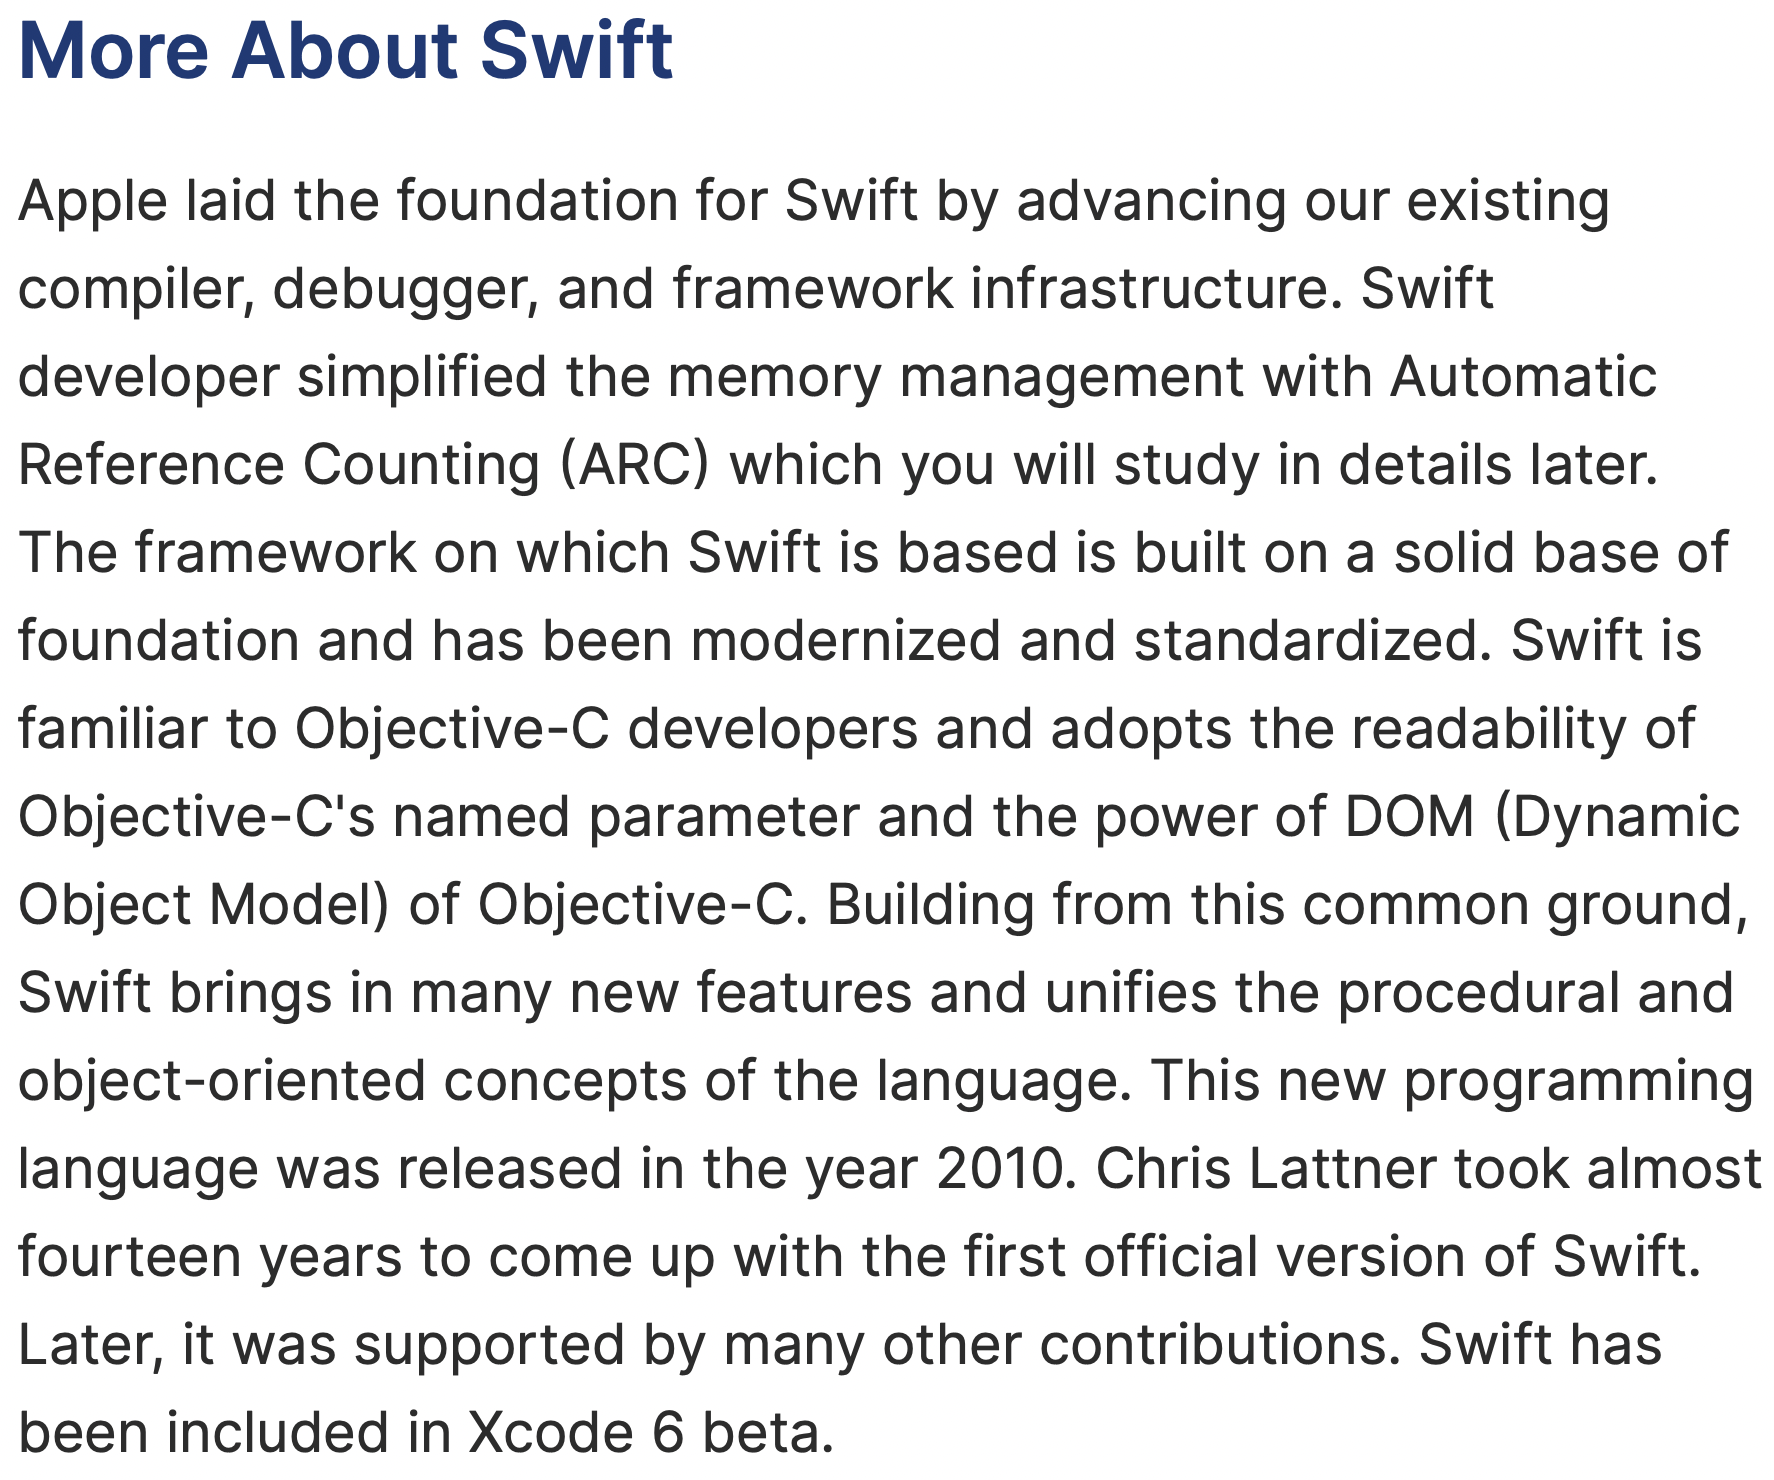 More About Swift
Apple laid the foundation for Swift by advancing our existing
compiler, debugger, and framework infrastructure. Swift
developer simplified the memory management with Automatic
Reference Counting (ARC) which you will study in details later.
The framework on which Swift is based is built on a solid base of
foundation and has been modernized and standardized. Swift is
familiar to Objective-C developers and adopts the readability of
Objective-C's named parameter and the power of DOM (Dynamic
Object Model) of Objective-C. Building from this common ground,
Swift brings in many new features and unifies the procedural and
object-oriented concepts of the language. This new programming
language was released in the year 2010. Chris Lattner took almost
fourteen years to come up with the first official version of Swift.
Later, it was supported by many other contributions. Swift has
been included in Xcode 6 beta.